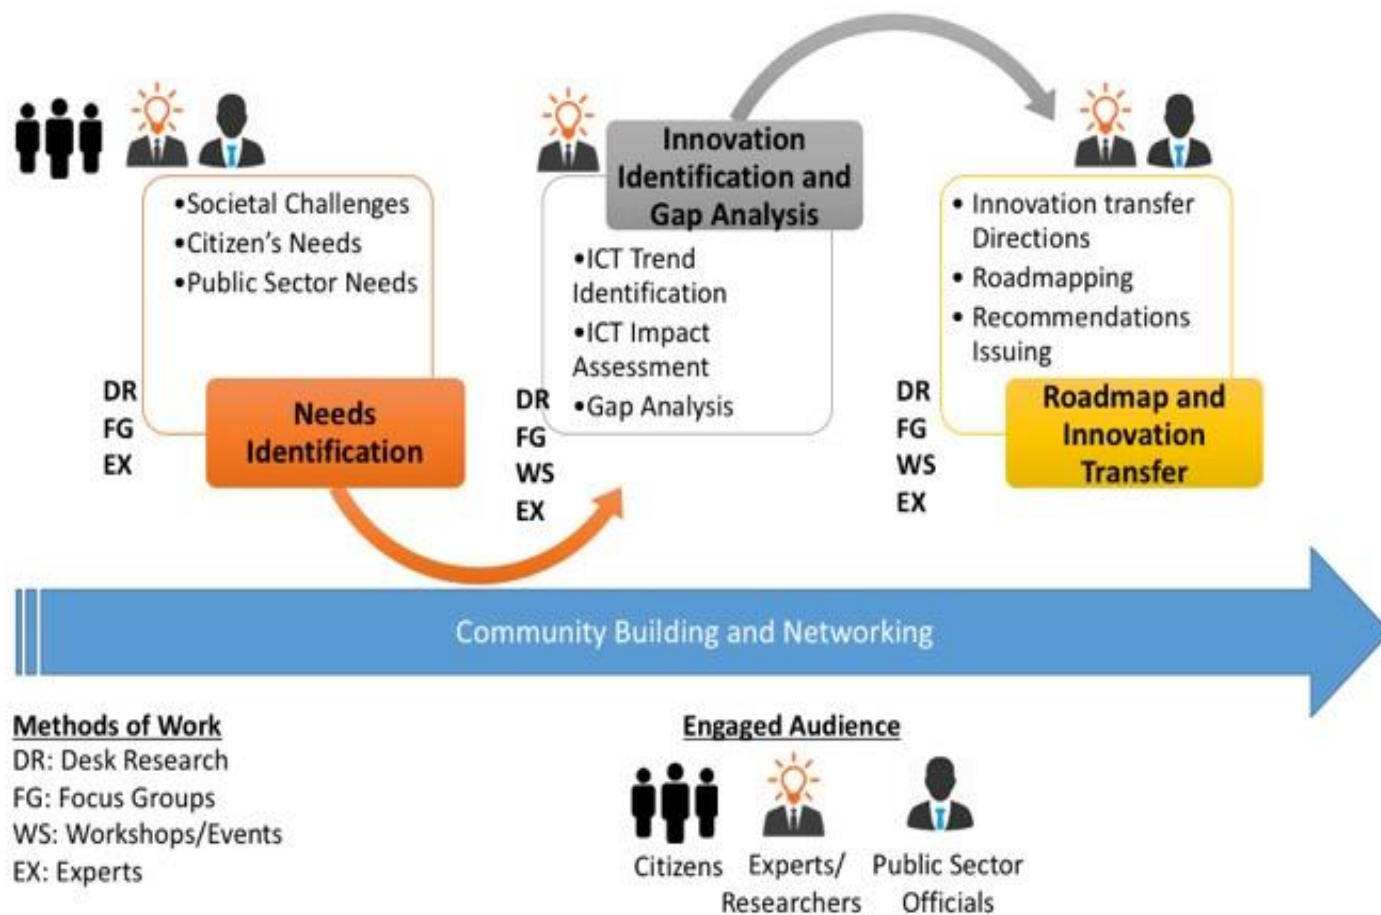 •Societal Challenges
•Citizen's Needs
•Public Sector Needs
DR
FG
EX
Needs
Identification
Innovation
Identification and
Gap Analysis
•ICT Trend
Identification
•ICT Impact
Assessment
•Gap Analysis
DR
FG
WS
EX
• Innovation transfer
Directions
• Roadmapping
• Recommendations
Issuing
DR
FG
WS
EX
Roadmap and
Innovation
Transfer
Community Building and Networking
Methods of Work
DR: Desk Research
FG: Focus Groups
WS: Workshops/Events
EX: Experts
Engaged Audience
Citizens
Experts/
Researchers
Public Sector
Officials